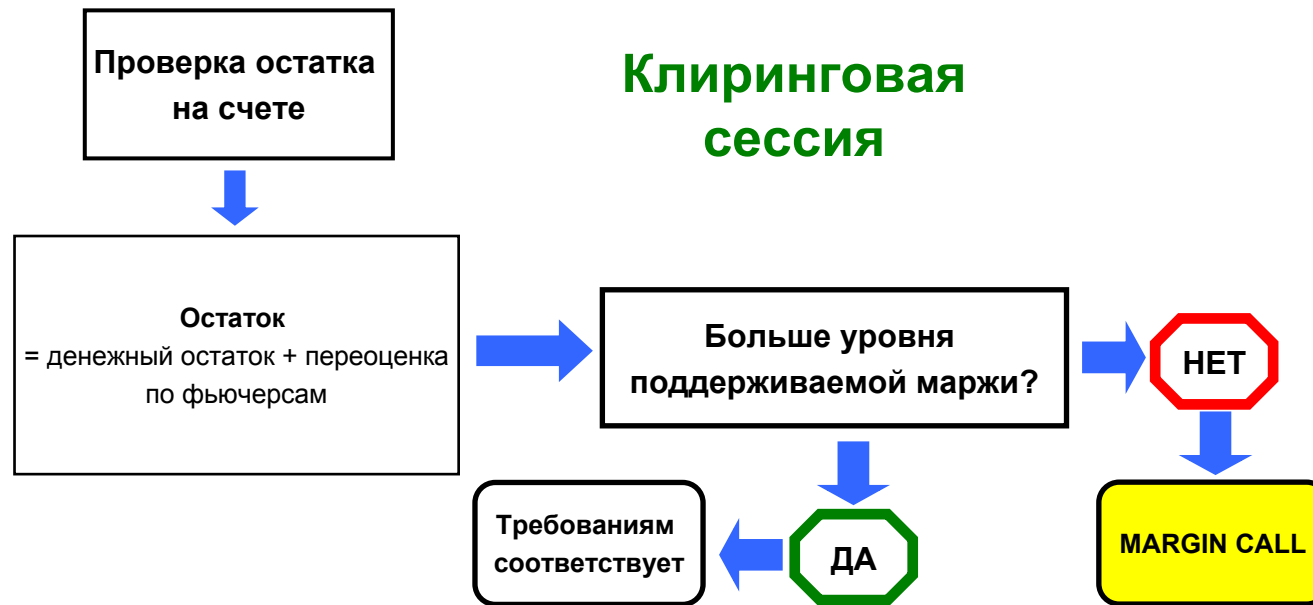 Проверка остатка
на счете
Клиринговая
сессия
Остаток
= денежный остаток + переоценка
по фьючерсам
Больше уровня
поддерживаемой маржи?
НЕТ
Требованиям
соответствует
ДА
MARGIN CALL